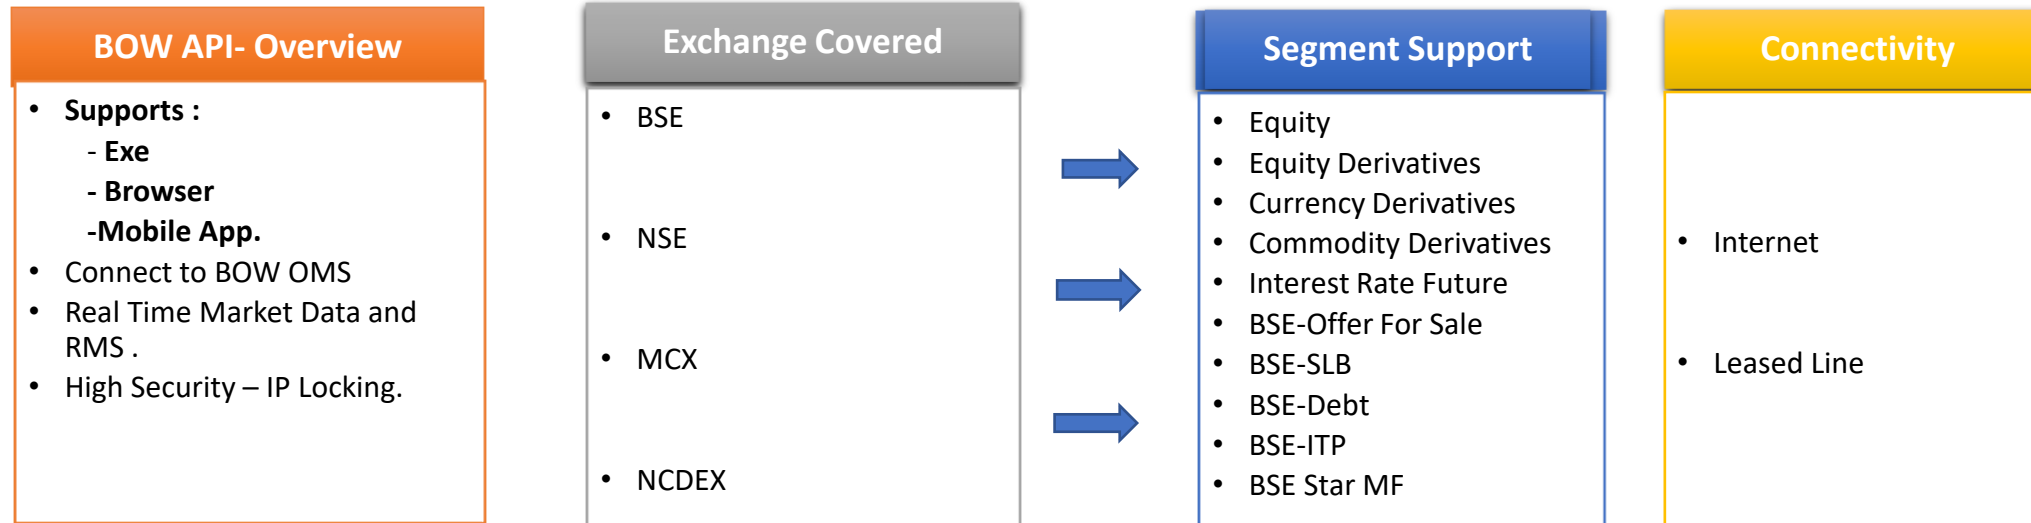 BOW API- Overview
• Supports :
- Exe
- Browser
-Mobile App.
• Connect to BOW OMS
• Real Time Market Data and
RMS .
• High Security – IP Locking.
Exchange Covered
• BSE
• NSE
• MCX
• NCDEX
Segment Support
• Equity
• Equity Derivatives
• Currency Derivatives
• Commodity Derivatives
• Interest Rate Future
• BSE-Offer For Sale
• BSE-SLB
• BSE-Debt
• BSE-ITP
• BSE Star MF
Connectivity
• Internet
• Leased Line